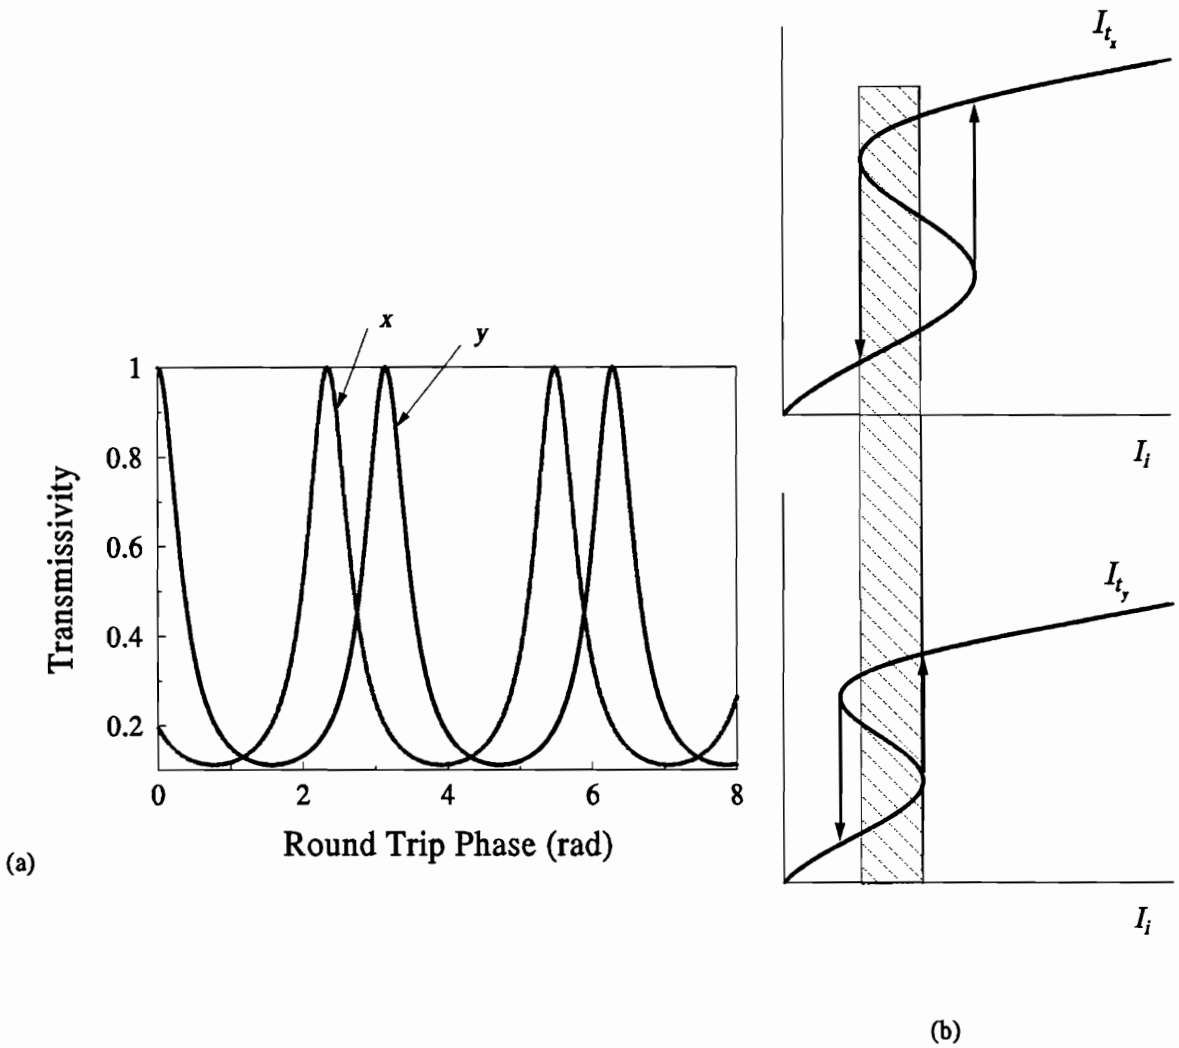 I_{t_x}
x
y
1
0.8
0.6
0.4
0.2
Transmissivity
0
2
4
6
8
Round Trip Phase (rad)
(a)
I_i
I_{t_y}
I_i
(b)